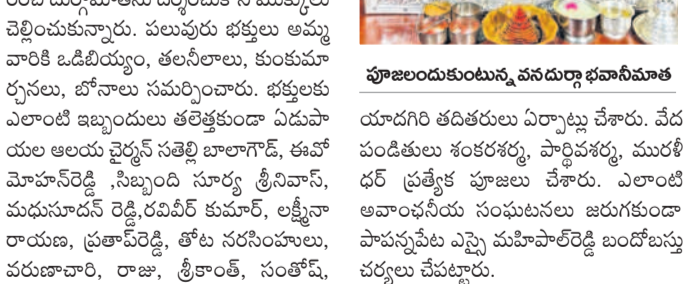 చెల్లించుకున్నారు. పలువురు భక్తులు అమ్మ
వారికి ఒడిబియ్యం, తలనీలాలు, కుంకుమా
ర్చనలు, బోనాలు సమర్పించారు. భక్తులకు
ఎలాంటి ఇబ్బందులు తలెత్తకుండా ఏడుపా
యల ఆలయ చైర్మన్ సతెల్లి బాలాగౌడ్, ఈవో
మోహన్‌రెడ్డి ,సిబ్బంది సూర్య శ్రీనివాస్,
మధుసూదన్ రెడ్డి,రవివీర్ కుమార్, లక్ష్మీనా
రాయణ, ప్రతాప్‌రెడ్డి, తోట నరసింహులు,
వరుణాచారి, రాజు, శ్రీకాంత్, సంతోష్,
పూజలందుకుంటున్న వనదుర్గాభవానీమాత
యాదగిరి తదితరులు ఏర్పాట్లు చేశారు. వేద
పండితులు శంకరశర్మ, పార్థివశర్మ, మురళీ
ధర్ ప్రత్యేక పూజలు చేశారు. ఎలాంటి
అవాంఛనీయ సంఘటనలు జరుగకుండా
పాపన్నపేట ఎస్సై మహిపాల్‌రెడ్డి బందోబస్తు
చర్యలు చేపట్టారు.